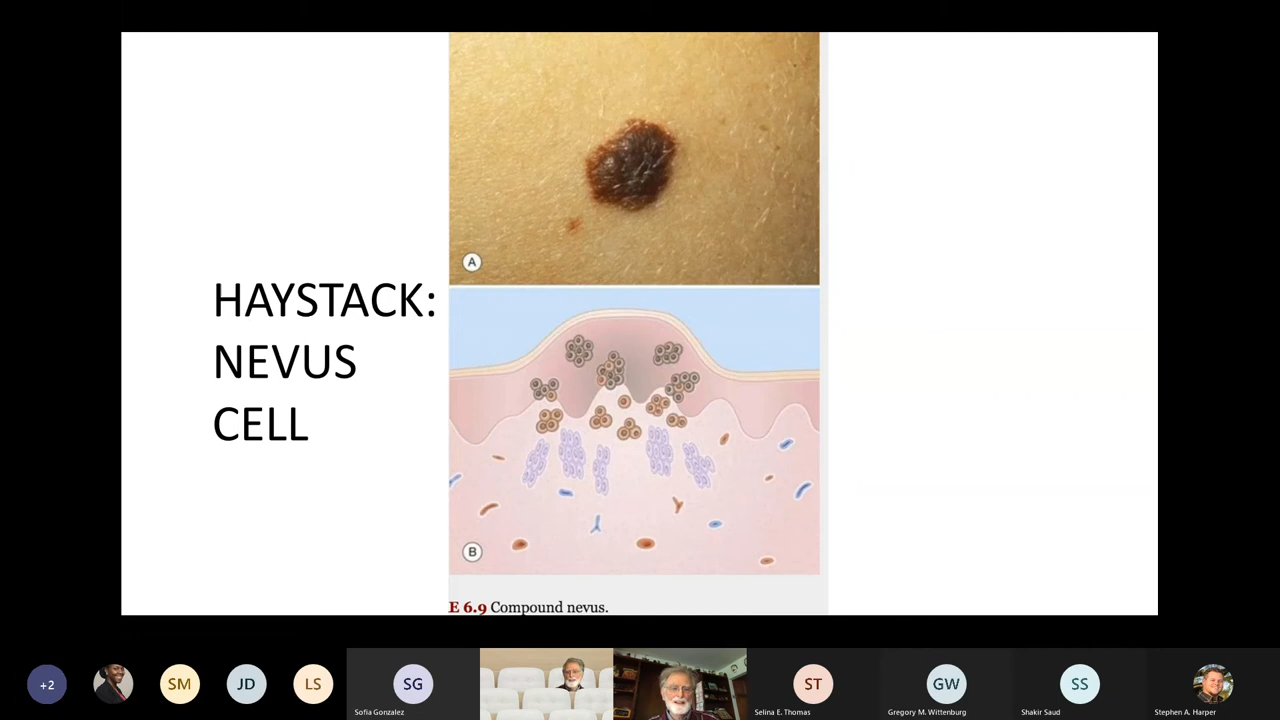 A
HAYSTACK:
NEVUS
CELL
B
E 6.9 Compound nevus.
+2
SM
JD
LS
SG
Sofia Gonzalez
ST
Selina E. Thomas
GW
Gregory M. Wittenburg
SS
Shakir Saud
Stephen A. Harper